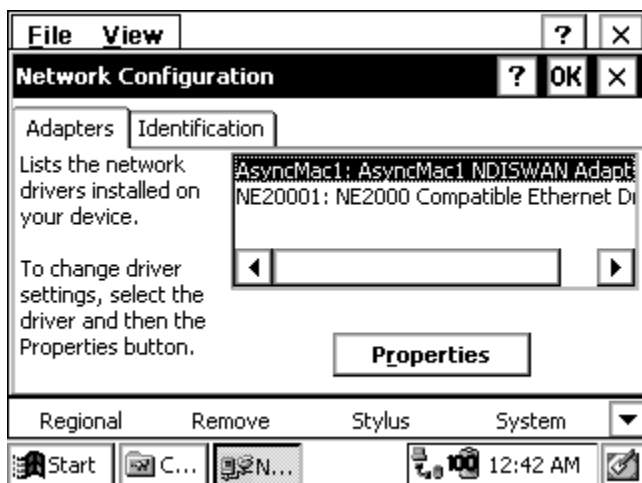 File View ? ×
Network Configuration ? OK ×
Adapters Identification
Lists the network
drivers installed on
your device.
To change driver
settings, select the
driver and then the
Properties button.
AsyncMac1: AsyncMac1 NDISWAN Adapt
NE20001: NE2000 Compatible Ethernet Dr
Properties
Regional Remove Stylus System
Start C... N... 100 12:42 AM